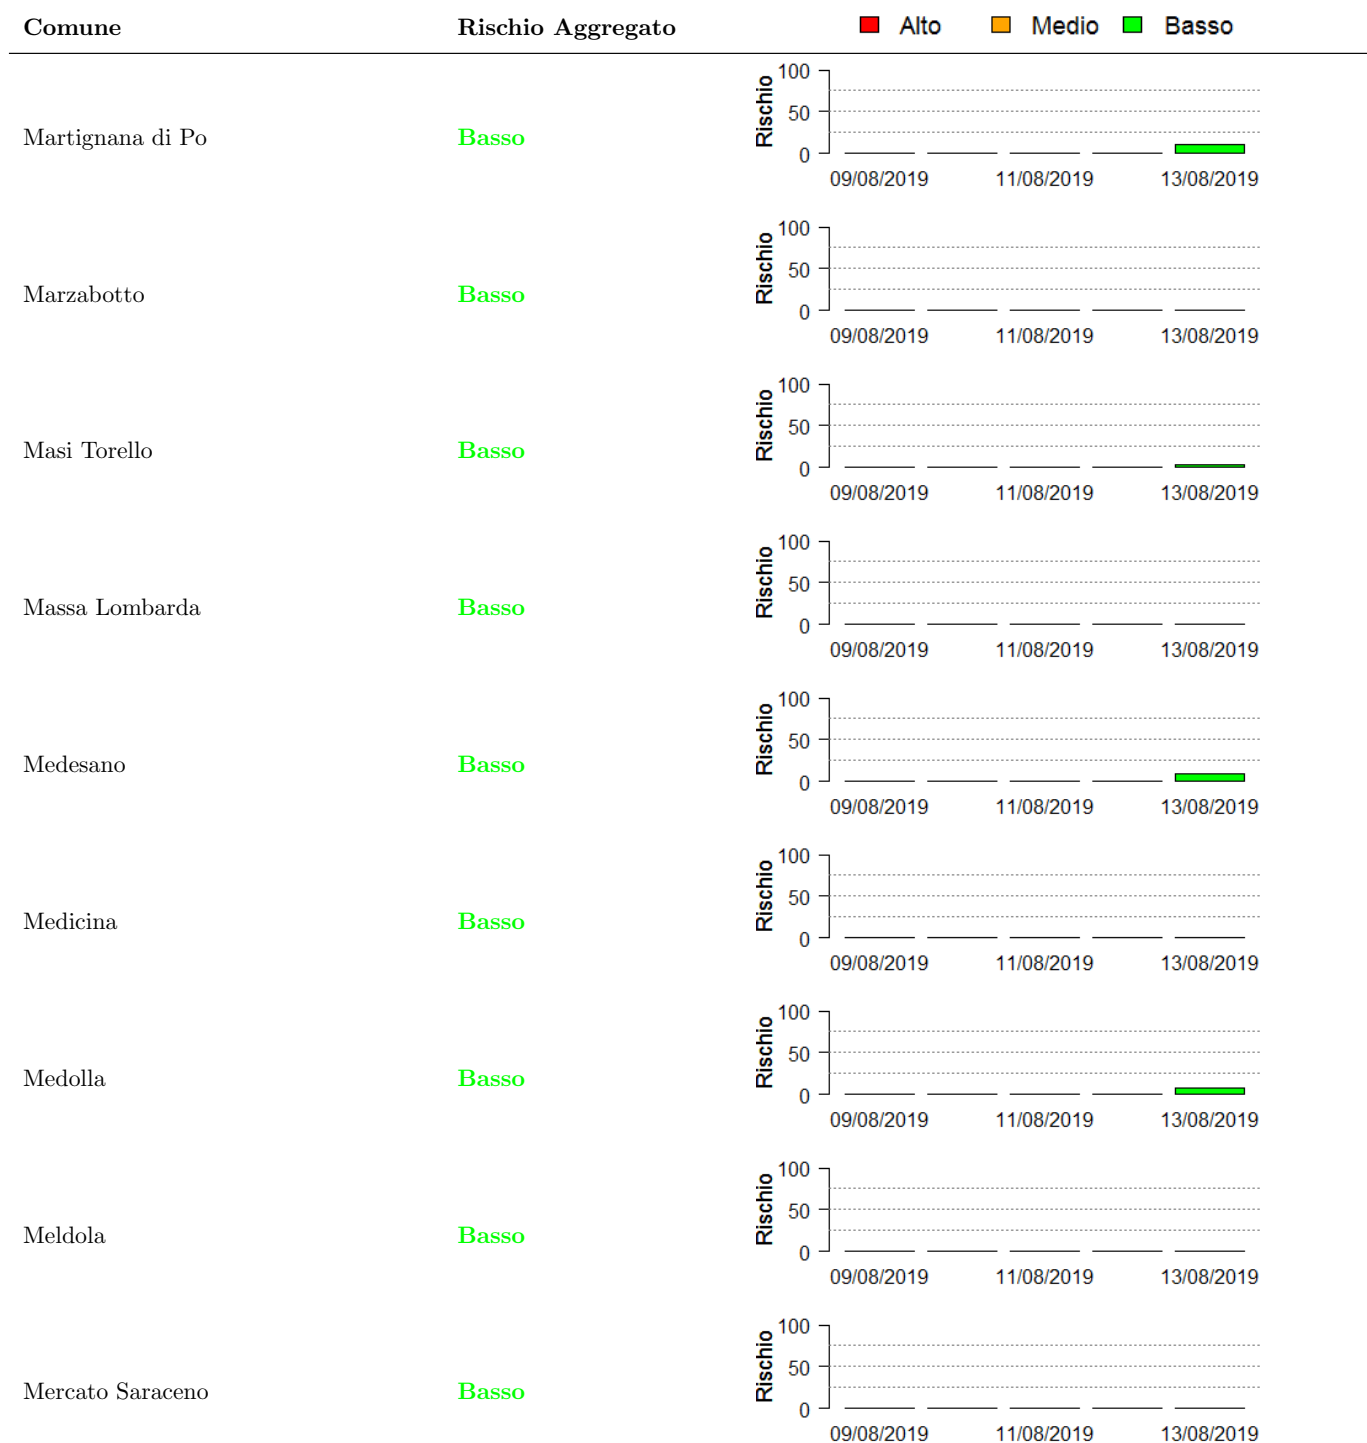 Comune Rischio Aggregato Alto Medio Basso
Martignana di Po Basso Rischio 100 50 0
09/08/2019 11/08/2019 13/08/2019
Marzabotto Basso Rischio 100 50 0
09/08/2019 11/08/2019 13/08/2019
Masi Torello Basso Rischio 100 50 0
09/08/2019 11/08/2019 13/08/2019
Massa Lombarda Basso Rischio 100 50 0
09/08/2019 11/08/2019 13/08/2019
Medesano Basso Rischio 100 50 0
09/08/2019 11/08/2019 13/08/2019
Medicina Basso Rischio 100 50 0
09/08/2019 11/08/2019 13/08/2019
Medolla Basso Rischio 100 50 0
09/08/2019 11/08/2019 13/08/2019
Meldola Basso Rischio 100 50 0
09/08/2019 11/08/2019 13/08/2019
Mercato Saraceno Basso Rischio 100 50 0
09/08/2019 11/08/2019 13/08/2019